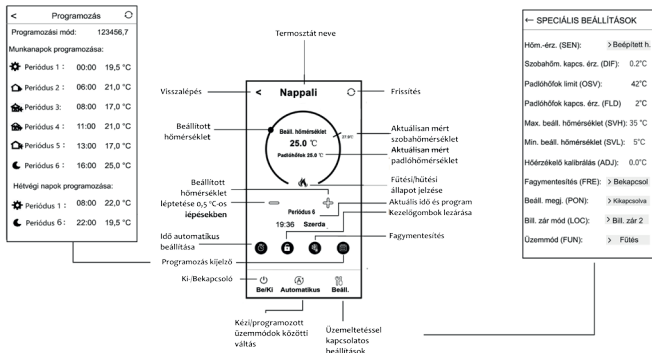 < Programozás
Programozási mód: 123456,7
Munkanapok programozása:
Periódus 1 : 00:00 19,5 °C
Periódus 2 : 06:00 21,0 °C
Periódus 3: 08:00 17,0 °C
Periódus 4 : 11:00 21,0 °C
Periódus 5 : 13:00 17,0 °C
Periódus 6 : 16:00 25,0 °C
Hétvégi napok programozása:
Periódus 1 : 08:00 22,0 °C
Periódus 6 : 22:00 19,5 °C
Termosztát neve
Visszalépés
< Nappali
Frissítés
Beállított
hőmérséklet
Beáll. hőmérséklet
25.0 °C
Padlóhőfok 25.0 °C
27.0°C
Aktuálisan mért
szobahőmérséklet
Aktuálisan mért
padlóhőmérséklet
Beállított
hőmérséklet
léptetése 0,5 °C-os
lépésekben
Fűtési/hűtési
állapot jelzése
Aktuális idő és program
Periódus 6
19:36 Szerda
Kezelőgombok lezárása
Idő automatikus
beállítása
Fagymentesítés
Programozás kijelző
Ki-/Bekapcsoló
Be/Ki Automatikus Beáll.
Kézi/programozott
üzemmódok közötti
váltás
Üzemeltetéssel
kapcsolatos
beállítások
← SPECIÁLIS BEÁLLÍTÁSOK
Hőm.-érz. (SEN): > Beépített h.
Szobahőm. kapcs. érz. (DIF): 0.2°C
Padlóhőfok limit (OSV): 42°C
Padlóhőfok kapcs. érz. (FLD) 2°C
Max. beáll. hőmérséklet (SVH): 35 °C
Min. beáll. hőmérséklet (SVL): 5°C
Hőérzékelő kalibrálás (ADJ): 0.0°C
Fagymentesítés (FRE): > Bekapcsol
Beáll. megj. (PON): > Kikapcsolva
Bill. zár mód (LOC): > Bill. zár 2
Üzemmód (FUN): > Fűtés